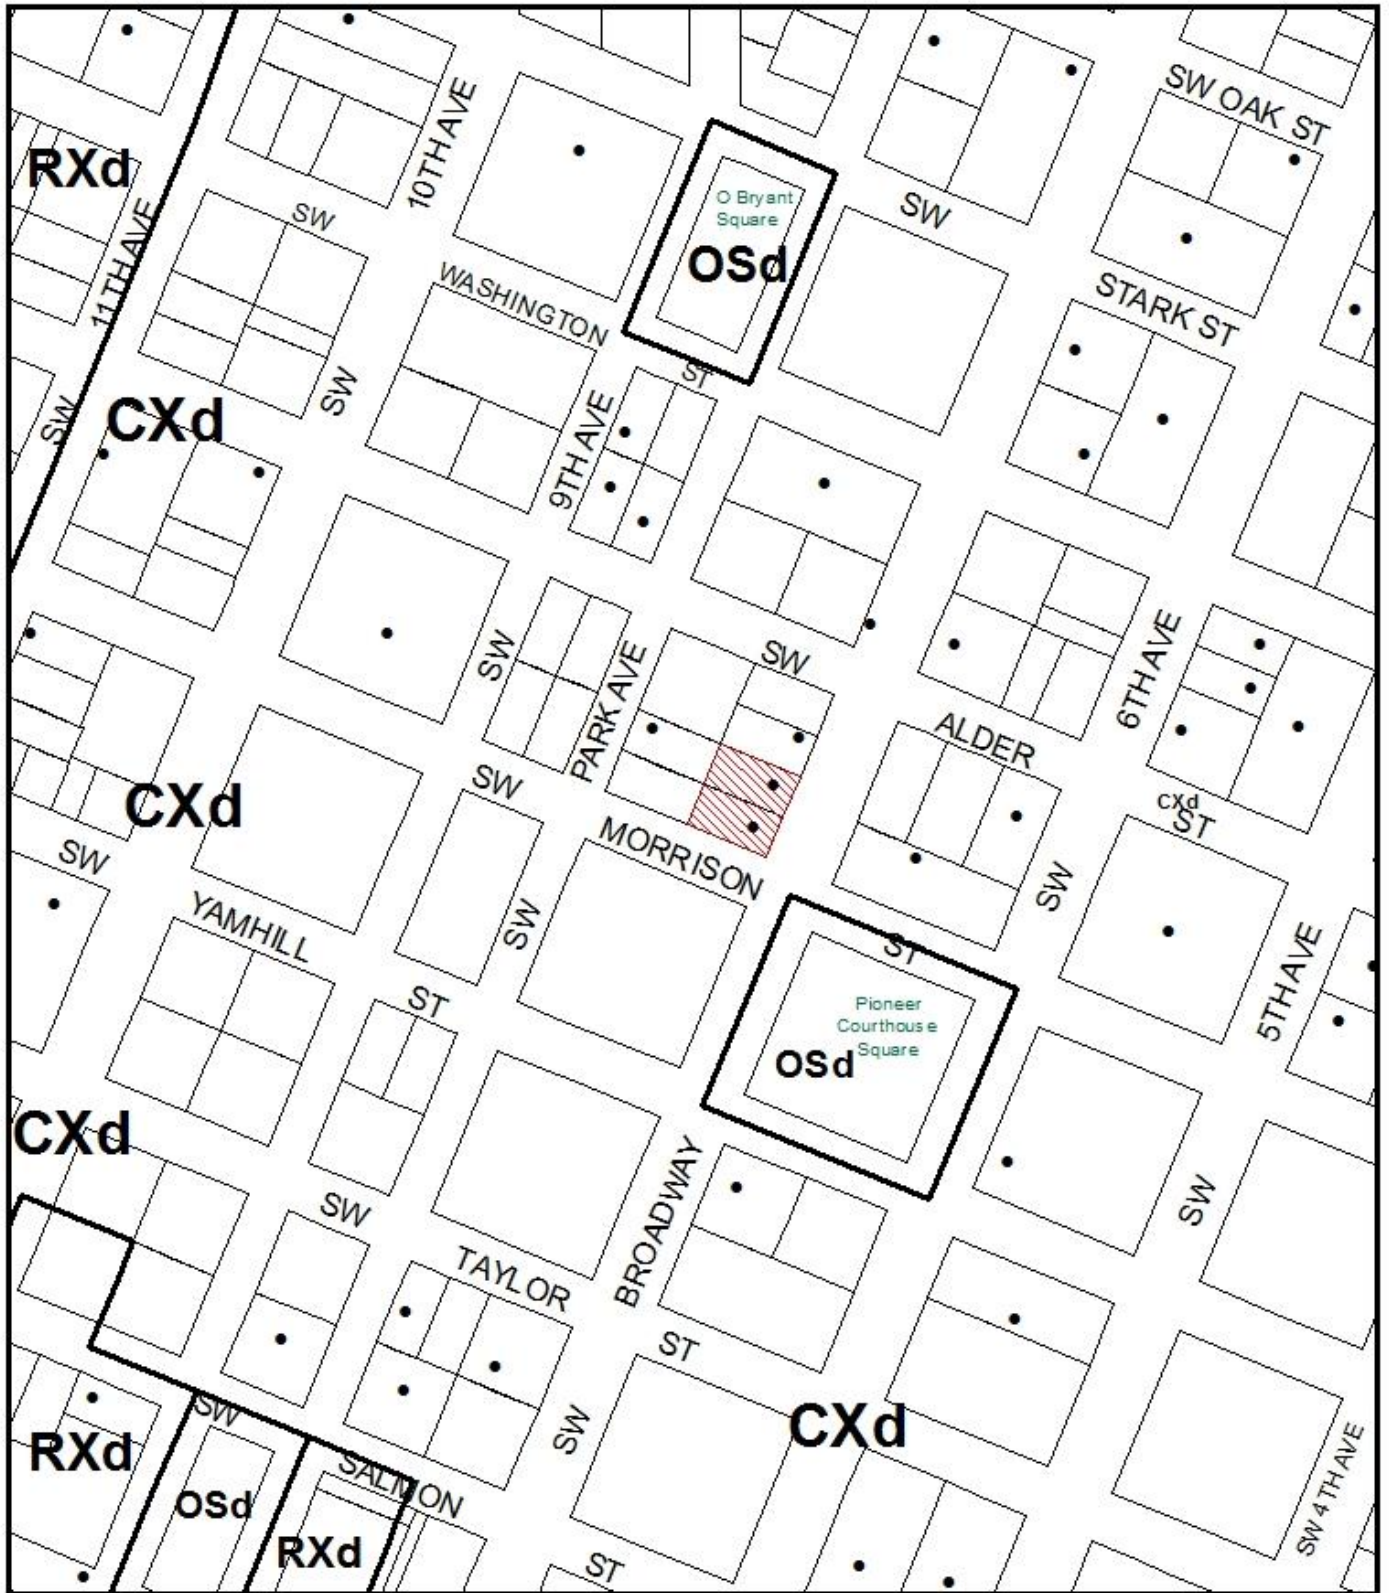 SW OAK ST
10TH AVE
RXd
O Bryant
Square
SW
SW
OSd
11TH AVE
WASHINGTON
STARK ST
ST
SW
SW
CXd
9TH AVE
SW
PARK AVE
SW
6TH AVE
SW
ALDER
CXd
CXd
ST
SW
MORRISON
SW
SW
YAMHILL
SW
ST
5TH AVE
ST
Pioneer
Courthouse
Square
OSd
CXd
BROADWAY
SW
SW
TAYLOR
ST
SW
CXd
SW
RXd
SALMON
SW 4TH AVE
OSd
RXd
ST